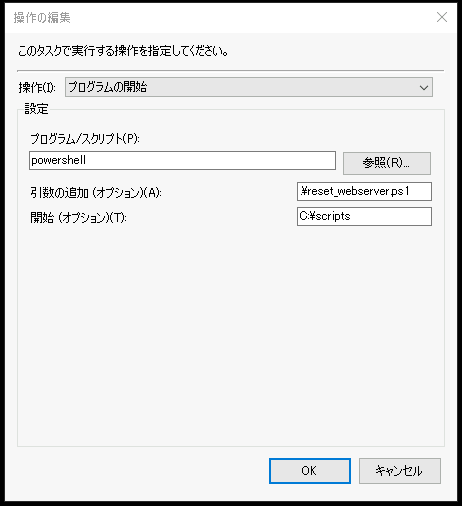 操作の編集
このタスクで実行する操作を指定してください。
操作(I): プログラムの開始
設定
プログラム/スクリプト(P):
powershell
参照(R)...
引数の追加 (オプション)(A): .¥reset_webserver.ps1
開始 (オプション)(T): C:¥scripts
OK キャンセル